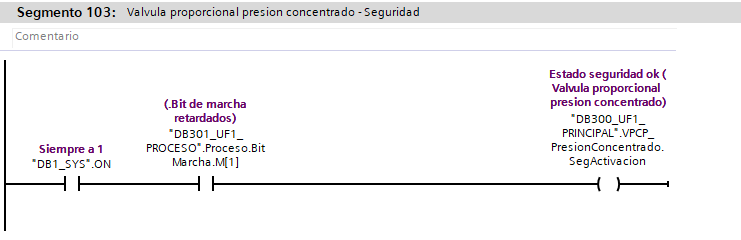 Segmento 103: Valvula proporcional presion concentrado - Seguridad
Comentario
Siempre a 1
"DB1_SYS".ON
(.Bit de marcha
retardados)
"DB301_UF1_
PROCESO".Proceso.Bit
Marcha.M[1]
Estado seguridad ok (
Valvula proporcional
presion concentrado)
"DB300_UF1_
PRINCIPAL".VPCP_
PresionConcentrado.
SegActivacion